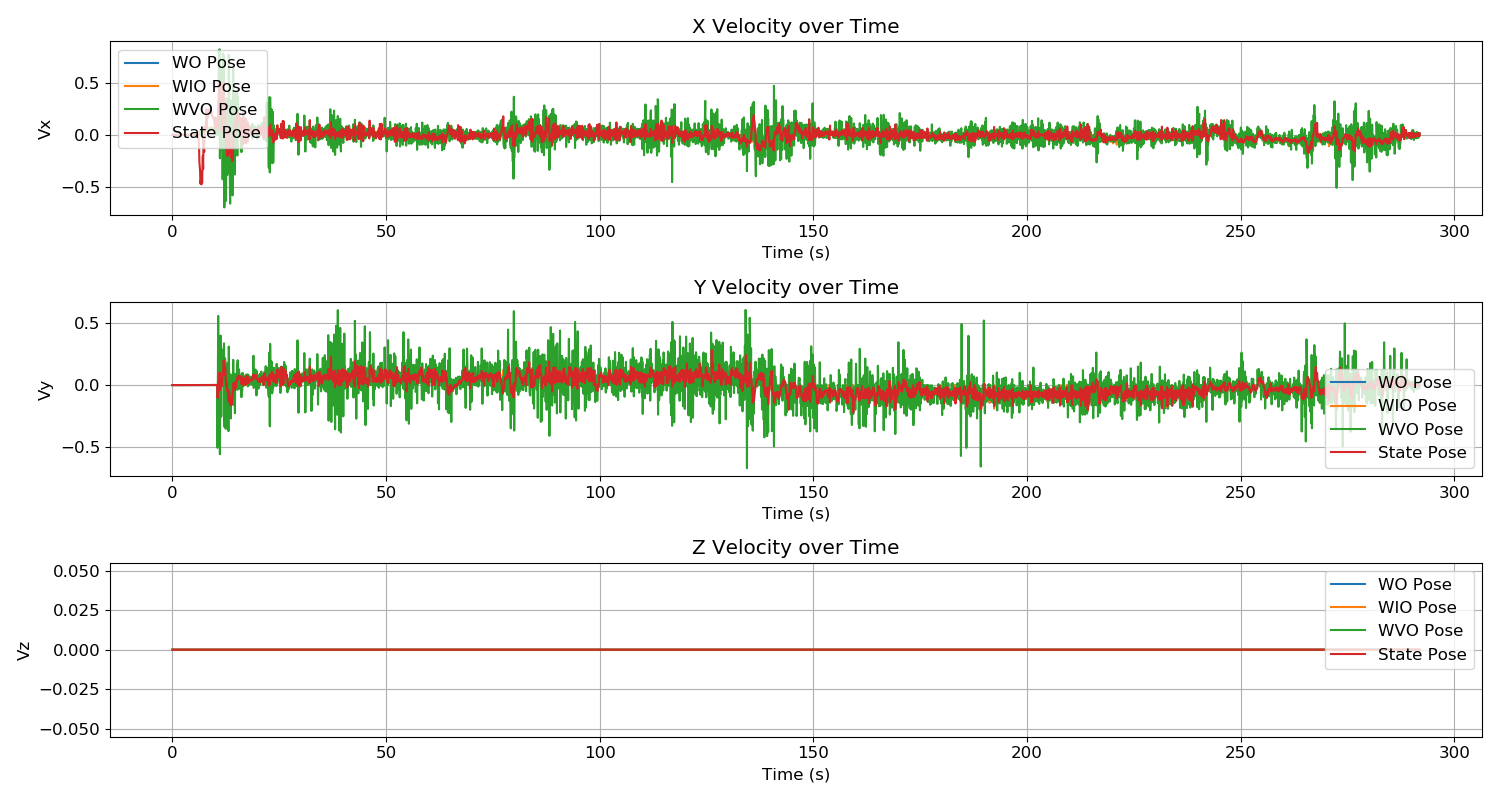 X Velocity over Time
0.5
0.0
−0.5
Vx
WO Pose
WIO Pose
WVO Pose
State Pose
0 50 100 150 200 250 300
Time (s)
Y Velocity over Time
0.5
0.0
−0.5
Vy
WO Pose
WIO Pose
WVO Pose
State Pose
0 50 100 150 200 250 300
Time (s)
Z Velocity over Time
0.050
0.025
0.000
−0.025
−0.050
Vz
WO Pose
WIO Pose
WVO Pose
State Pose
0 50 100 150 200 250 300
Time (s)